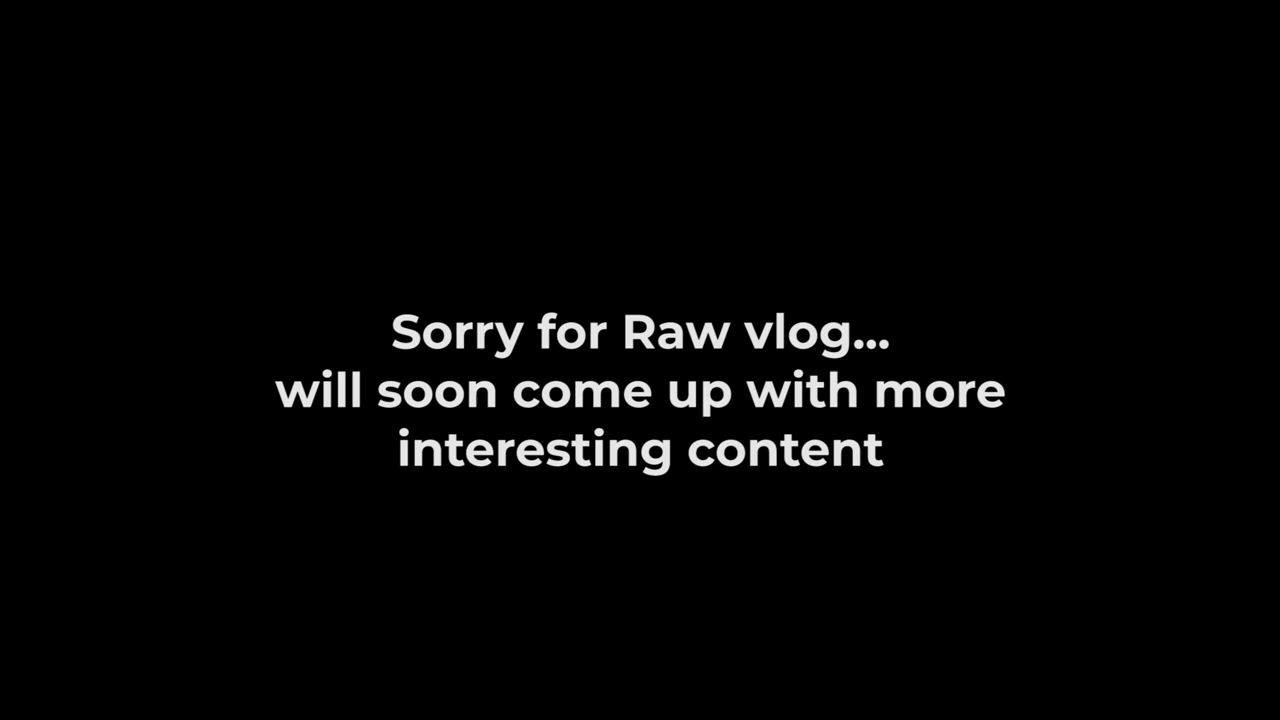 Sorry for Raw vlog...
will soon come up with more
interesting content